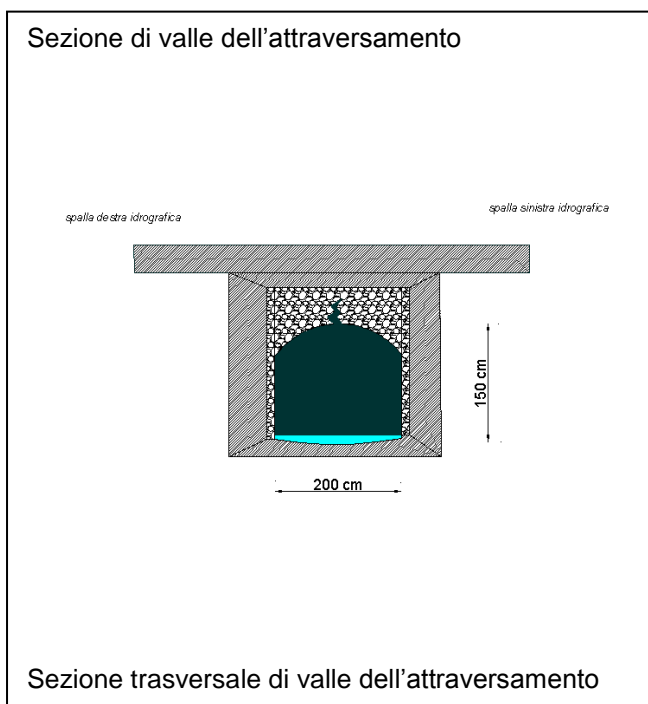 Sezione di valle dell'attraversamento
spalla destra idrografica
spalla sinistra idrografica
150 cm
200 cm
Sezione trasversale di valle dell'attraversamento